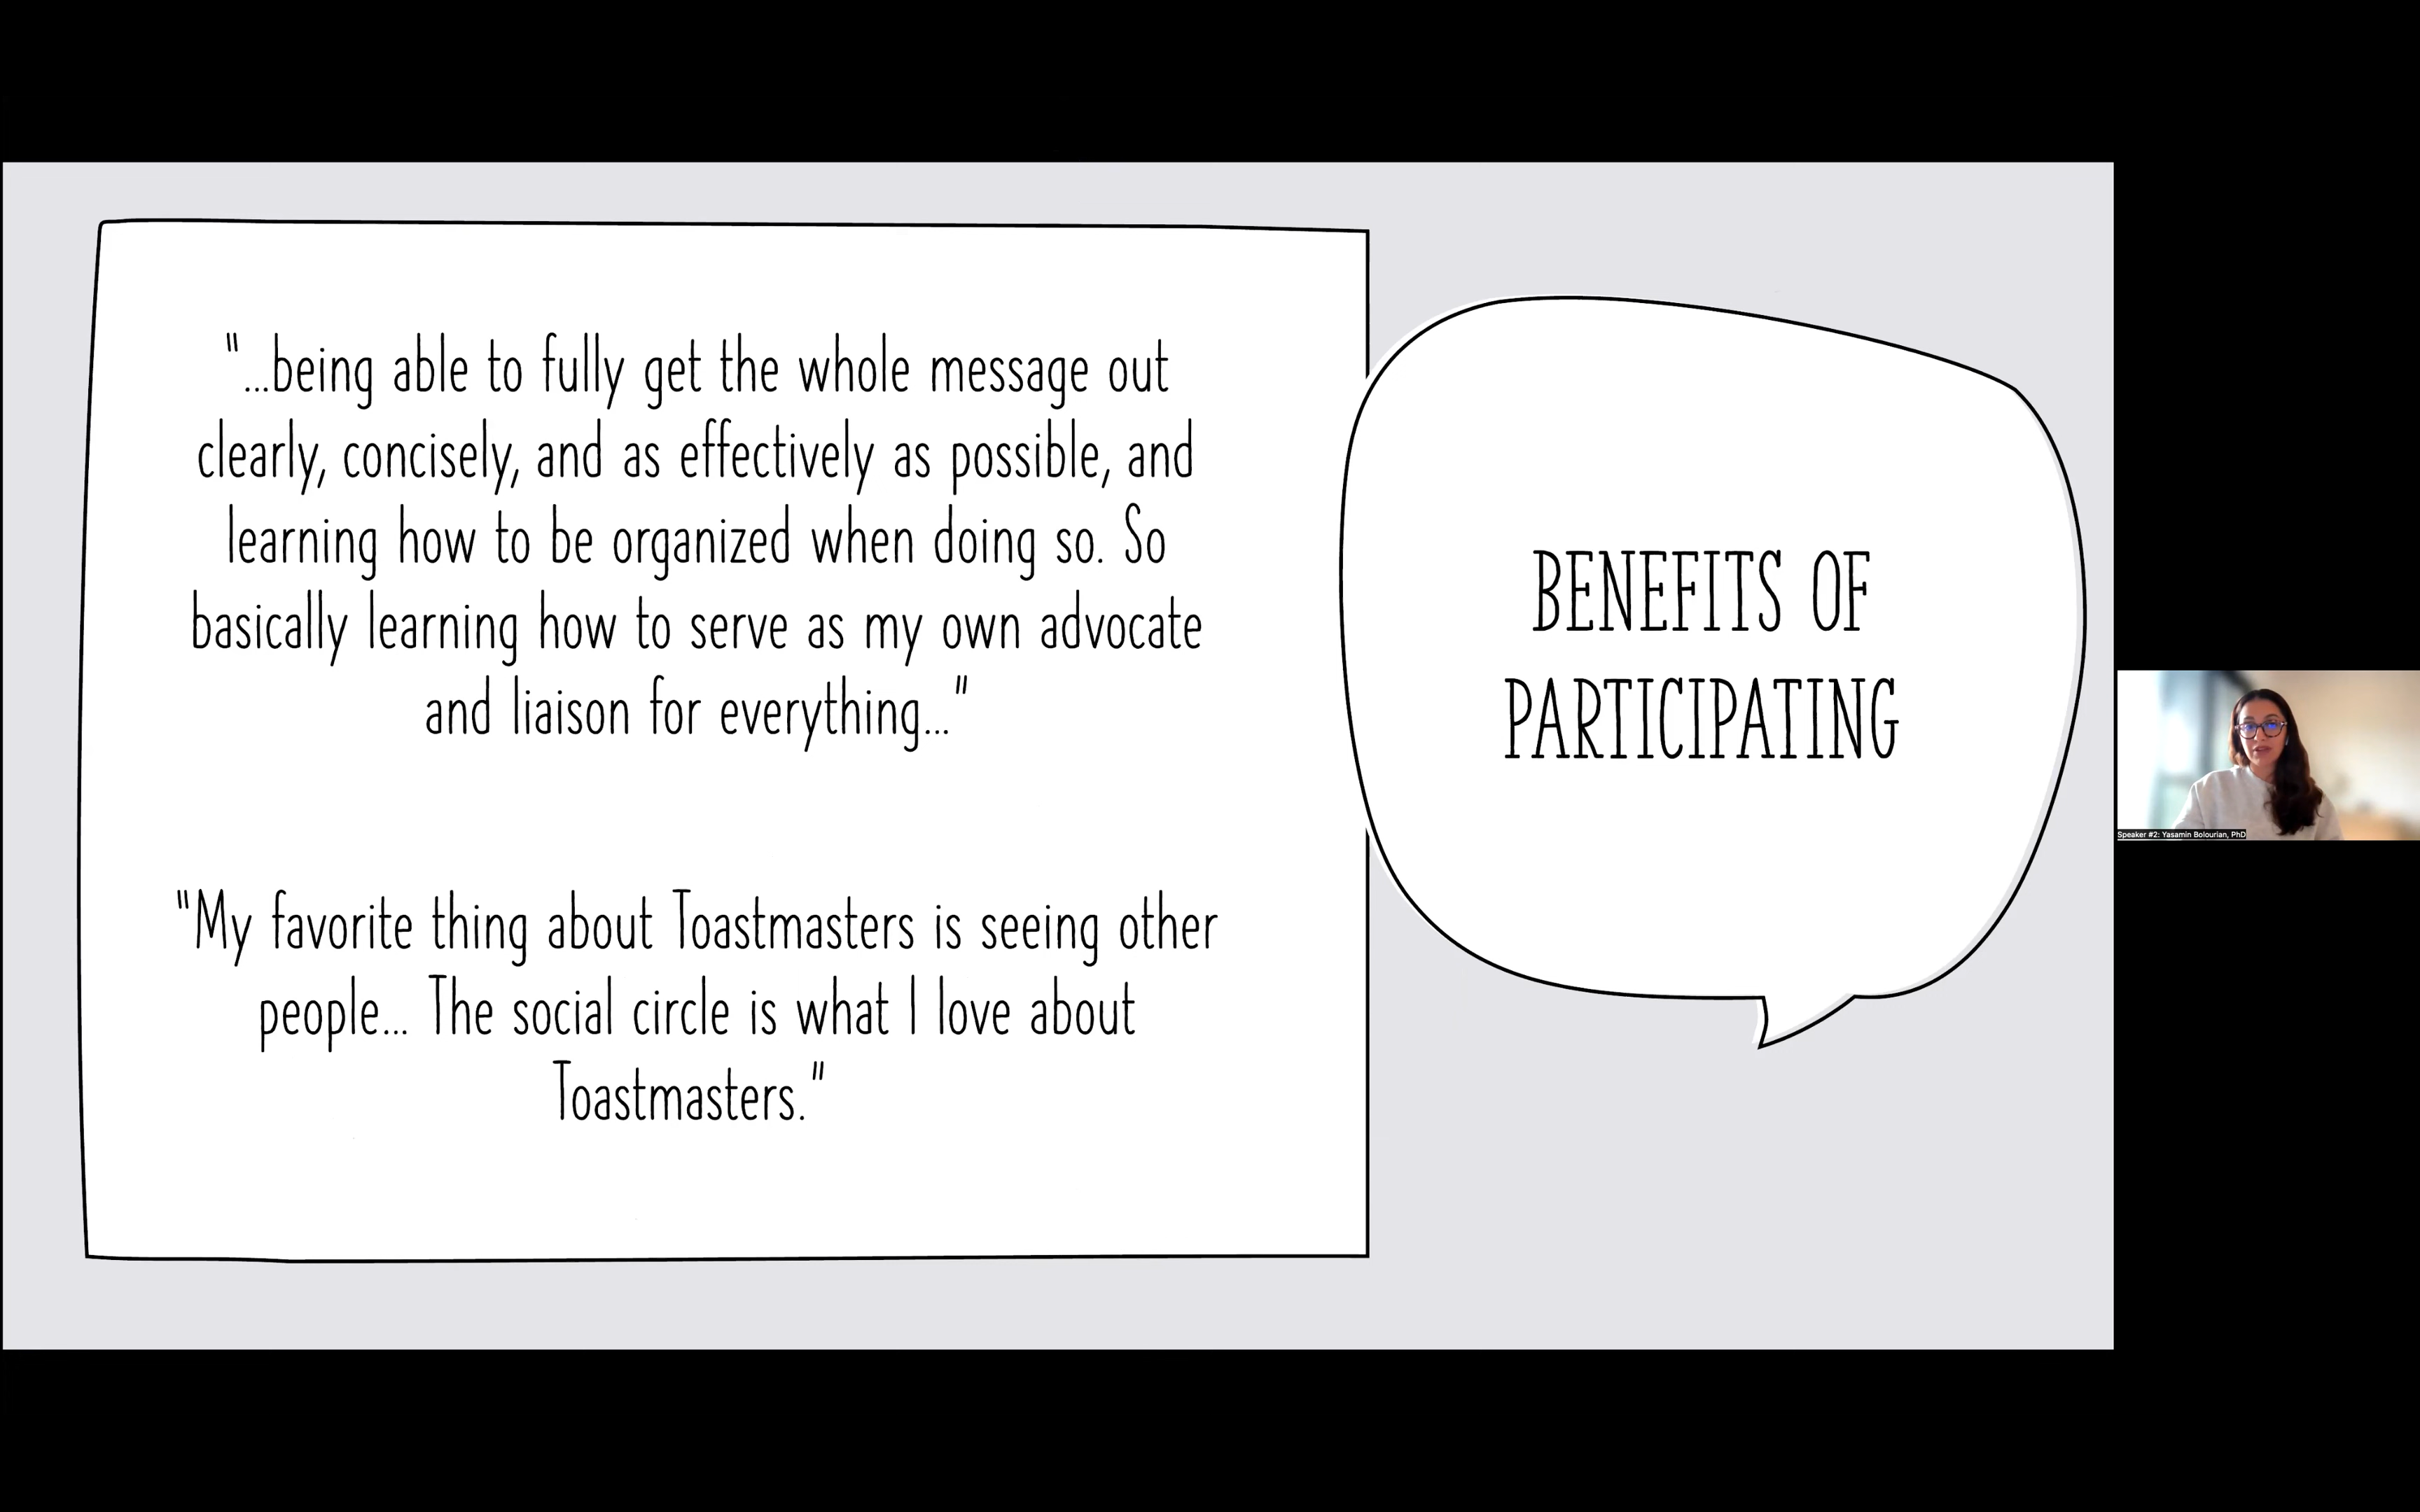 "...being able to fully get the whole message out
clearly, concisely, and as effectively as possible, and
learning how to be organized when doing so. So
basically learning how to serve as my own advocate
and liaison for everything..."
"My favorite thing about Toastmasters is seeing other
people... The social circle is what I love about
Toastmasters."
BENEFITS OF
PARTICIPATING
Speaker #2: Yasamin Bolourian, PhD